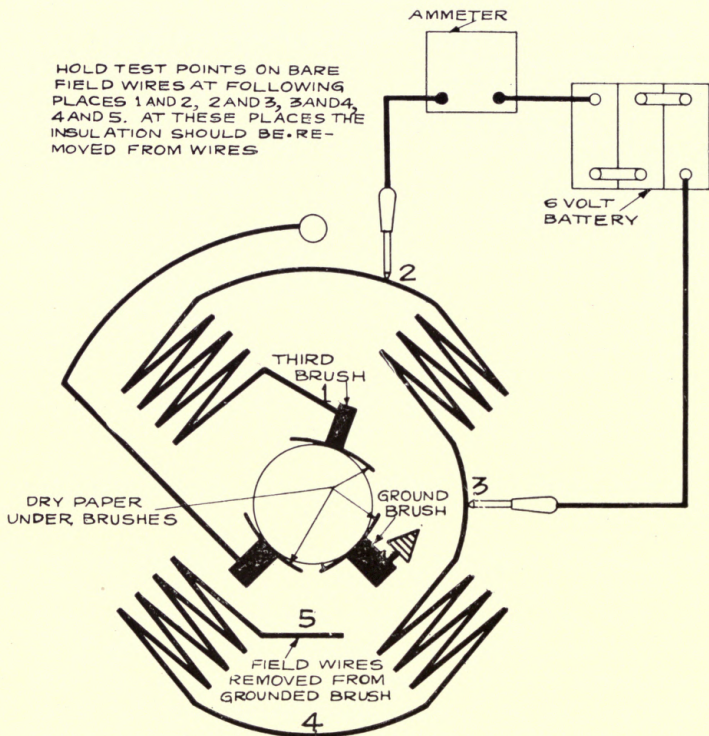 AMMETER
HOLD TEST POINTS ON BARE
FIELD WIRES AT FOLLOWING
PLACES 1 AND 2, 2 AND 3, 3 AND 4,
4 AND 5. AT THESE PLACES THE
INSULATION SHOULD BE·RE-
MOVED FROM WIRES
6 VOLT
BATTERY
2
THIRD
BRUSH
1
3
DRY PAPER
UNDER BRUSHES
GROUND
BRUSH
5
FIELD WIRES
REMOVED FROM
GROUNDED BRUSH
4